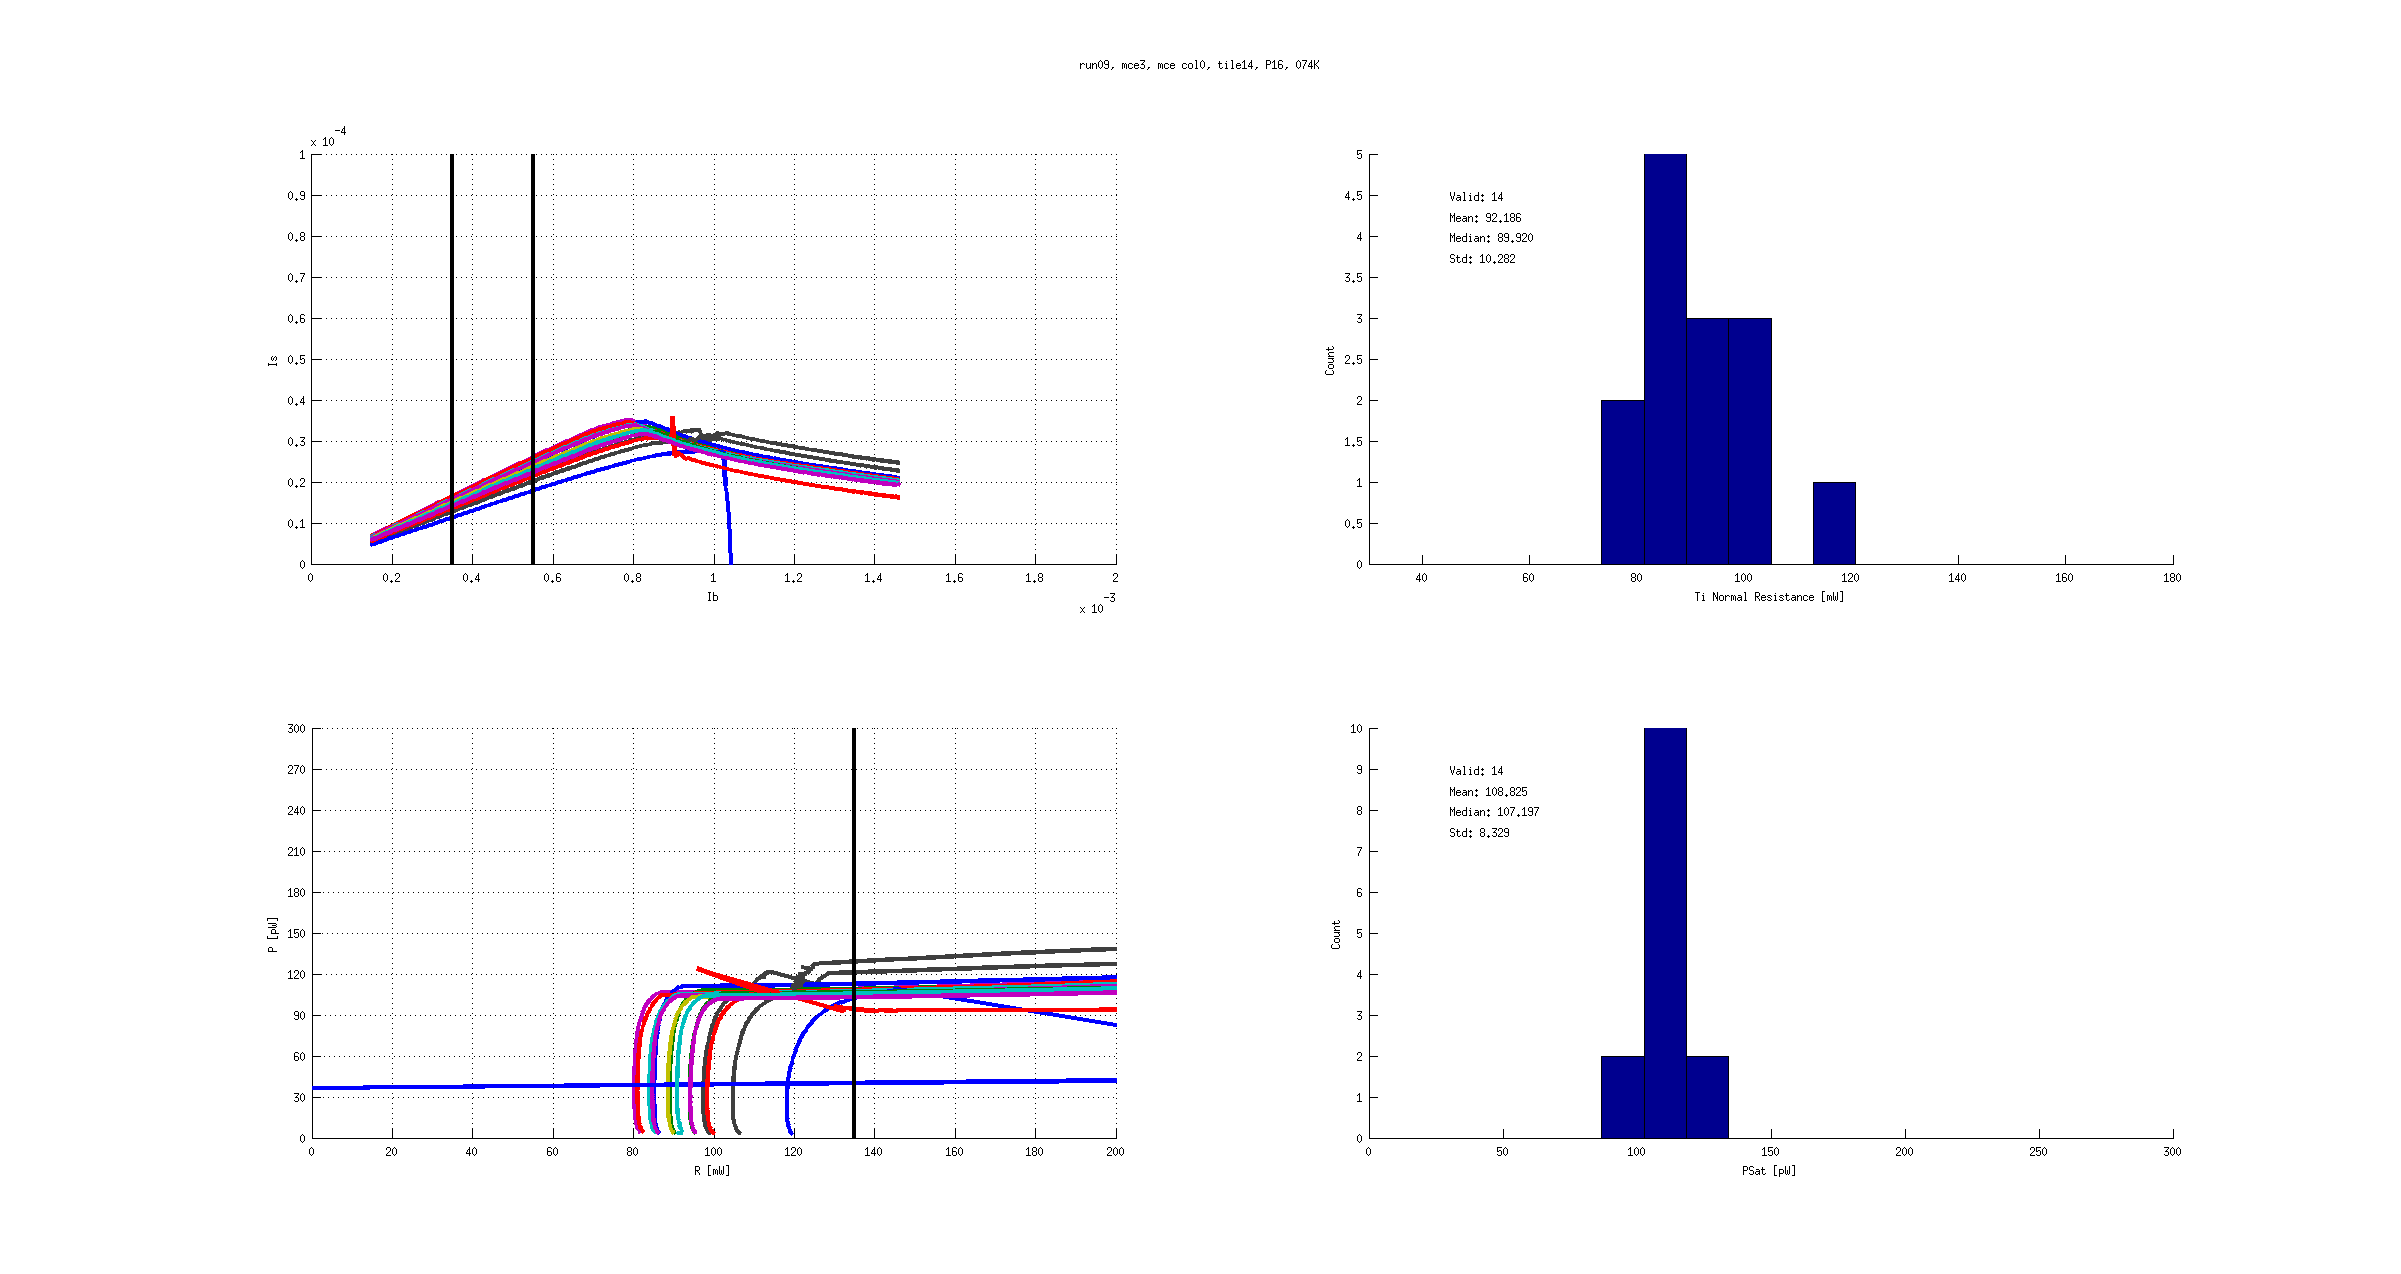 run09, mce3, mce col0, tile14, P16, 074K
x 10 -4
1
0.9
0.8
0.7
0.6
0.5
0.4
0.3
0.2
0.1
0
Is
0 0.2 0.4 0.6 0.8 1 1.2 1.4 1.6 1.8 2
Ib
x 10 -3
5
4.5
4
3.5
3
2.5
2
1.5
1
0.5
0
Count
Valid: 14
Mean: 92.186
Median: 89.920
Std: 10.282
40 60 80 100 120 140 160 180
Ti Normal Resistance [mW]
300
270
240
210
180
150
120
90
60
30
0
P [pW]
0 20 40 60 80 100 120 140 160 180 200
R [mW]
10
9
8
7
6
5
4
3
2
1
0
Count
Valid: 14
Mean: 108.825
Median: 107.197
Std: 8.329
0 50 100 150 200 250 300
PSat [pW]